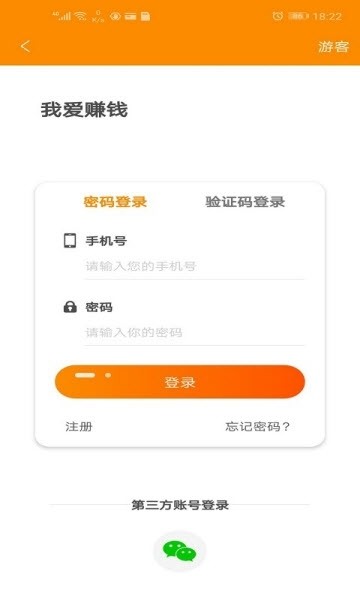 18:22
游客
我爱赚钱
密码登录 验证码登录
手机号
请输入您的手机号
密码
请输入你的密码
登录
注册 忘记密码？
第三方账号登录